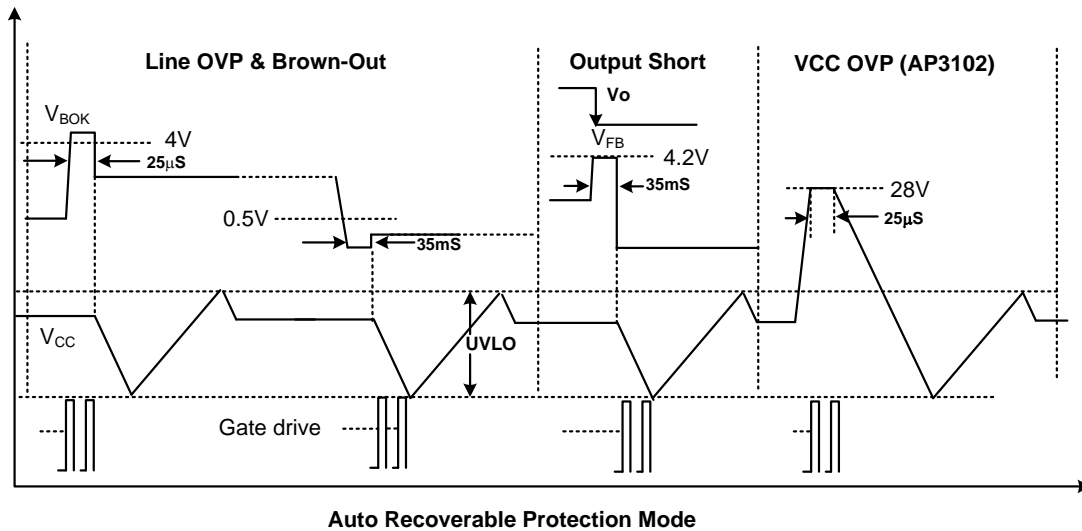 Line OVP & Brown-Out
Output Short
VCC OVP (AP3102)
Vo
VBOK
4V
25μS
VFB
4.2V
35mS
28V
25μS
0.5V
35mS
VCC
UVLO
Gate drive
Auto Recoverable Protection Mode